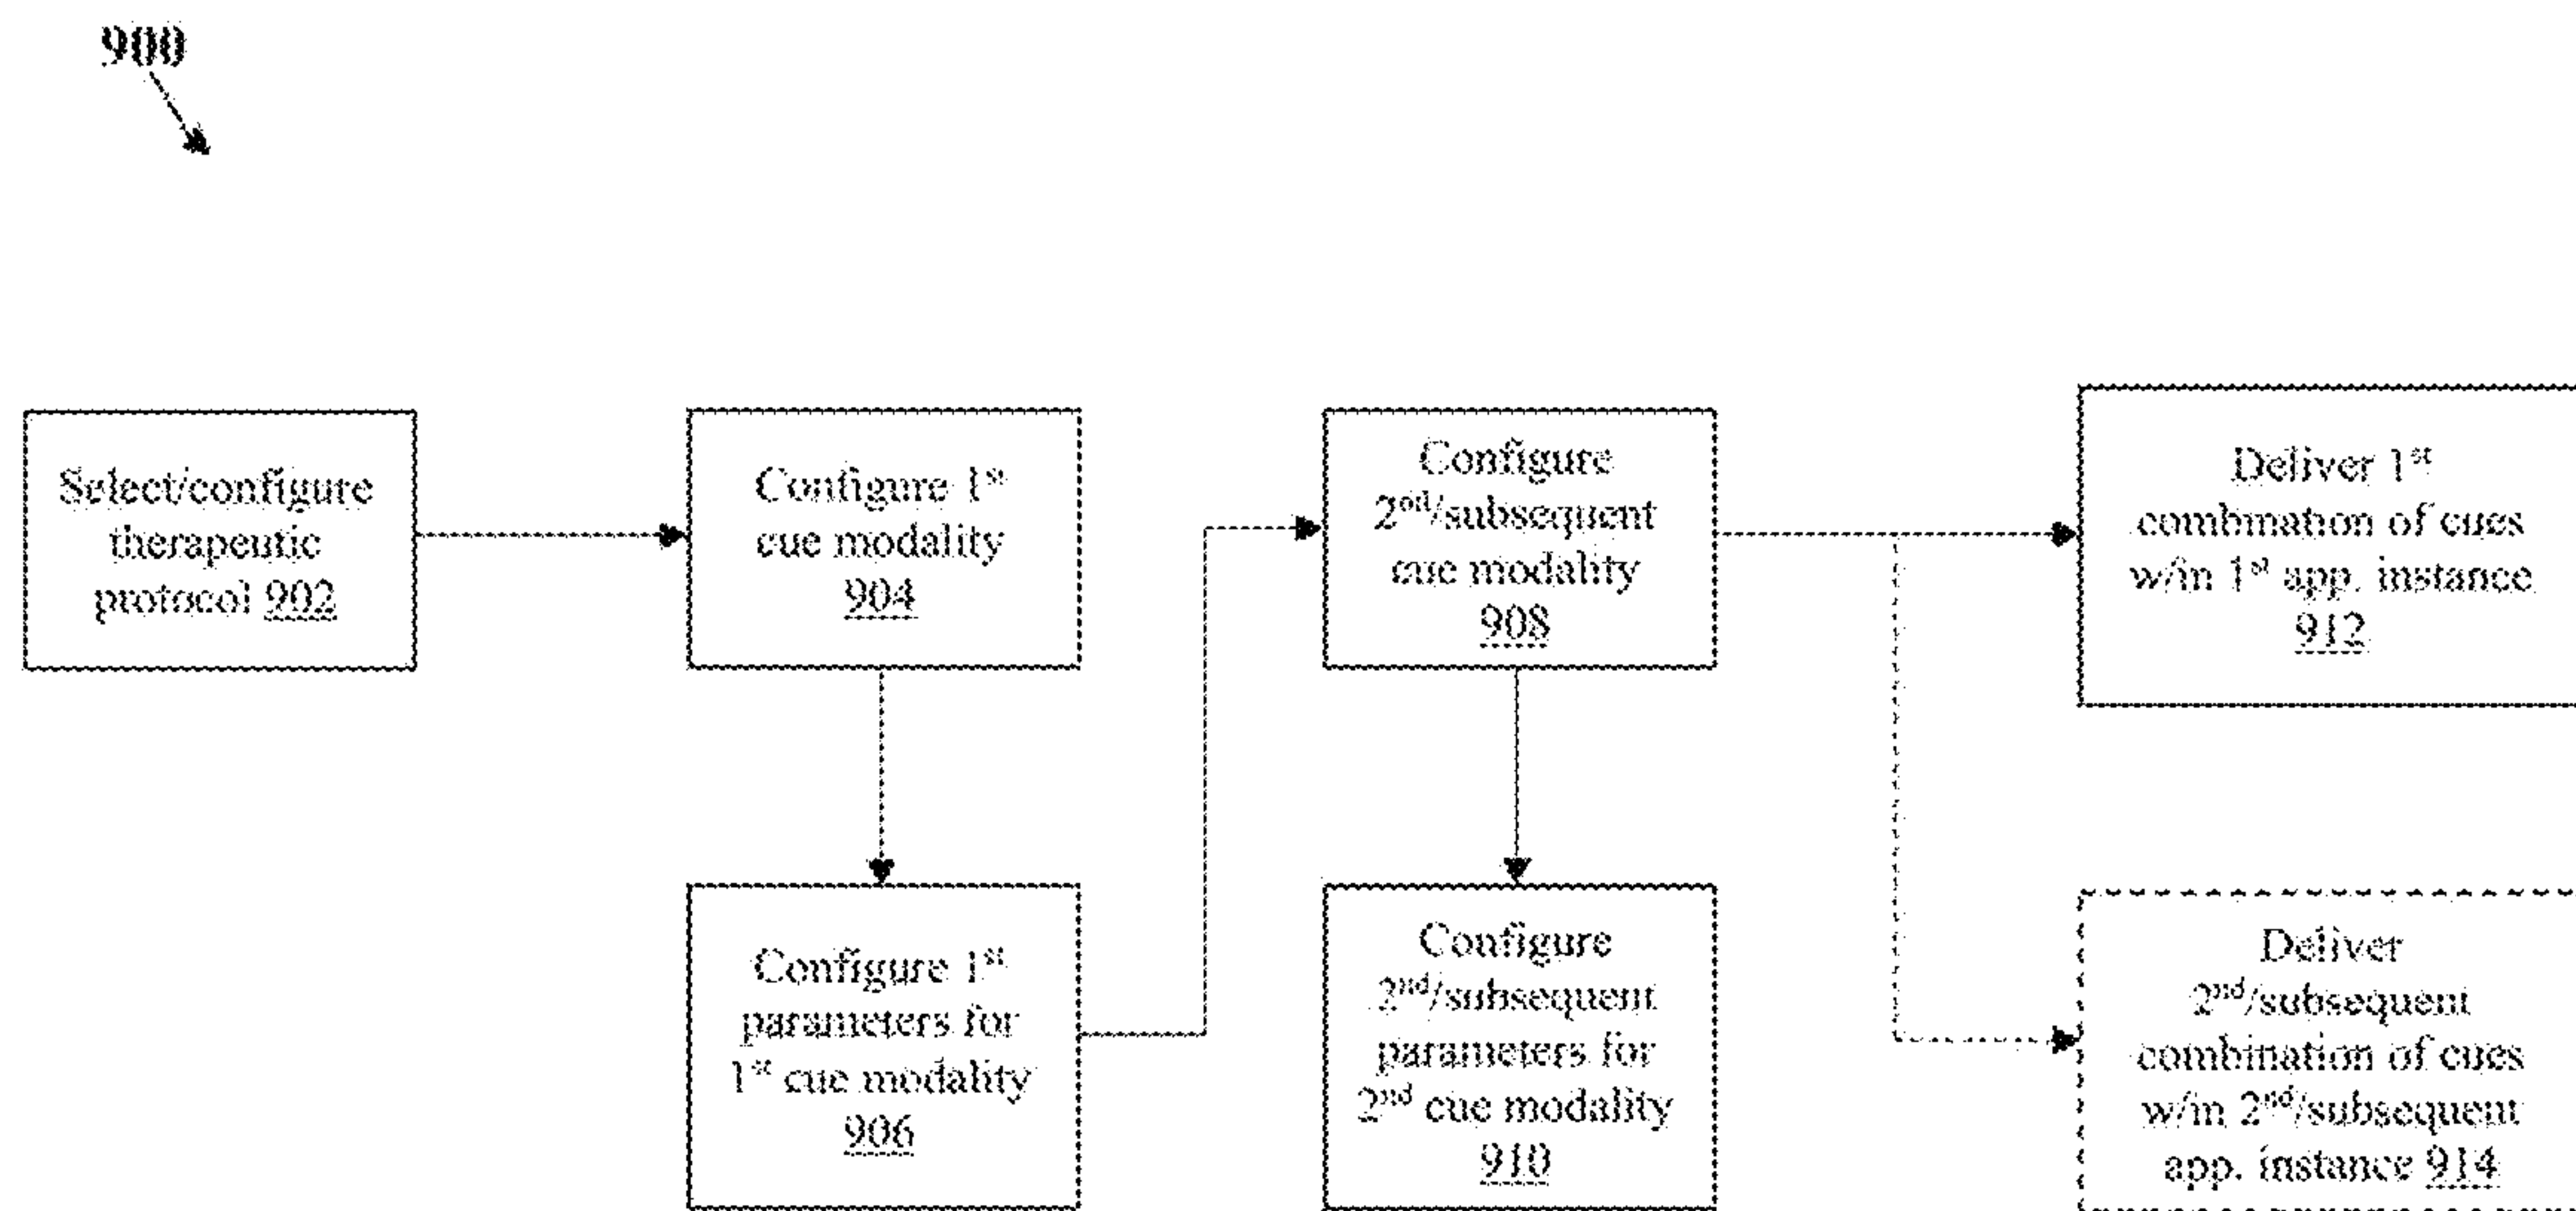 900
Select/configure
therapeutic
protocol 902
Configure 1st
cue modality
904
Configure 1st
parameters for
1st cue modality
906
Configure
2nd/subsequent
cue modality
908
Configure
2nd/subsequent
parameters for
2nd cue modality
910
Deliver 1st
combination of cues
w/in 1st app. instance
912
Deliver
2nd/subsequent
combination of cues
w/in 2nd/subsequent
app. instance 914